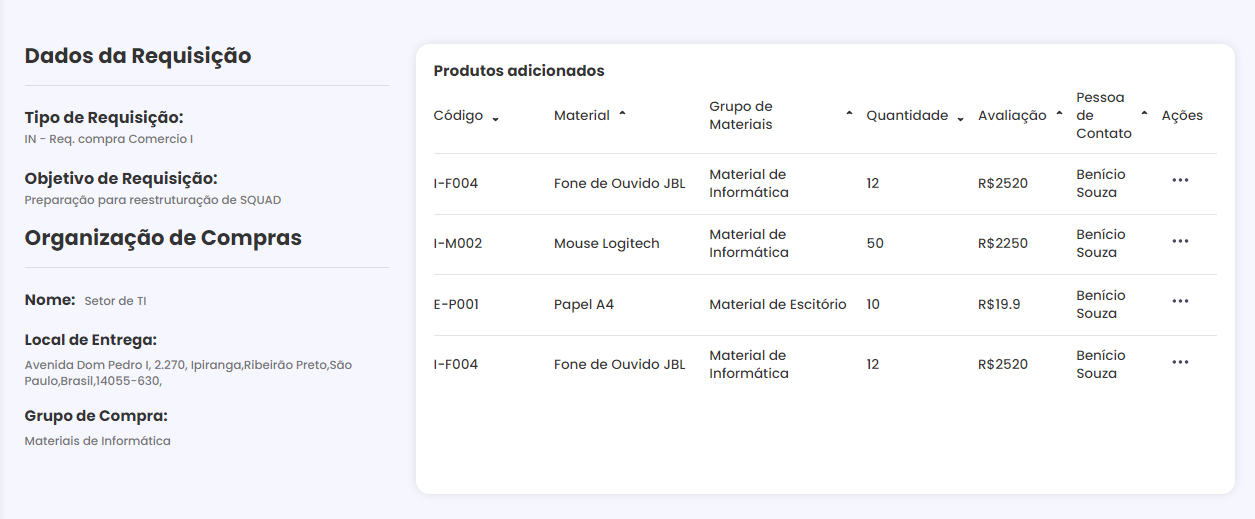 Dados da Requisição
Tipo de Requisição:
IN - Req. compra Comercio I
Objetivo de Requisição:
Preparação para reestruturação de SQUAD
Organização de Compras
Nome: Setor de TI
Local de Entrega:
Avenida Dom Pedro I, 2.270, Ipiranga,Ribeirão Preto,São
Paulo,Brasil,14055-630,
Grupo de Compra:
Materiais de Informática
Produtos adicionados
Código Material Grupo de Materiais Quantidade Avaliação Pessoa de Contato Ações
I-F004 Fone de Ouvido JBL Material de Informática 12 R$2520 Benício Souza
I-M002 Mouse Logitech Material de Informática 50 R$2250 Benício Souza
E-P001 Papel A4 Material de Escitório 10 R$19.9 Benício Souza
I-F004 Fone de Ouvido JBL Material de Informática 12 R$2520 Benício Souza